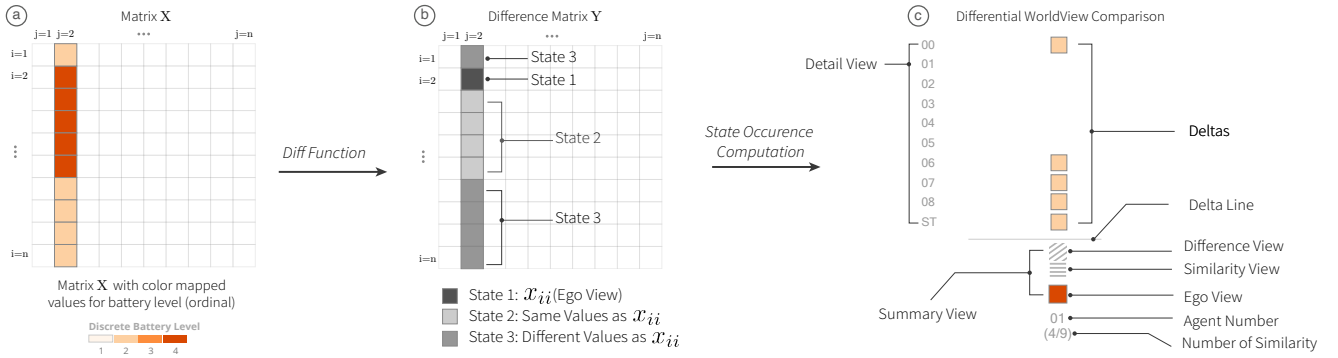 a
Matrix X
j=1 j=2 ... j=n
i=1
i=2
...
i=n
Matrix X with color mapped
values for battery level (ordinal)
Discrete Battery Level
1 2 3 4
Diff Function
b
Difference Matrix Y
j=1 j=2 ... j=n
i=1
i=2
...
i=n
State 3
State 1
State 2
State 3
State 1: xii(Ego View)
State 2: Same Values as xii
State 3: Different Values as xii
State Occurence
Computation
c
Differential WorldView Comparison
Detail View
00
01
02
03
04
05
06
07
08
ST
Deltas
Delta Line
Difference View
Similarity View
Ego View
Summary View
01
Agent Number
(4/9)
Number of Similarity